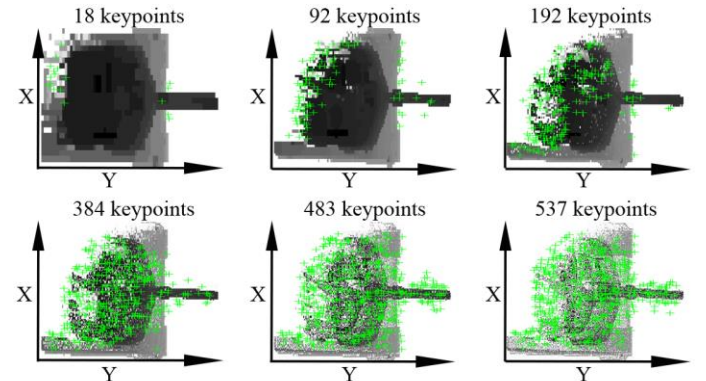 18 keypoints
92 keypoints
192 keypoints
X
X
X
Y
Y
Y
384 keypoints
483 keypoints
537 keypoints
X
X
X
Y
Y
Y